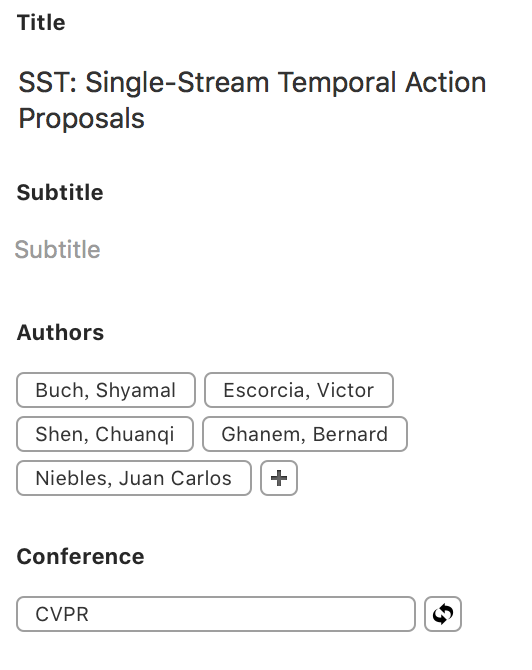 Title
SST: Single-Stream Temporal Action
Proposals
Subtitle
Subtitle
Authors
Buch, Shyamal Escorcia, Victor
Shen, Chuanqi Ghanem, Bernard
Niebles, Juan Carlos
Conference
CVPR